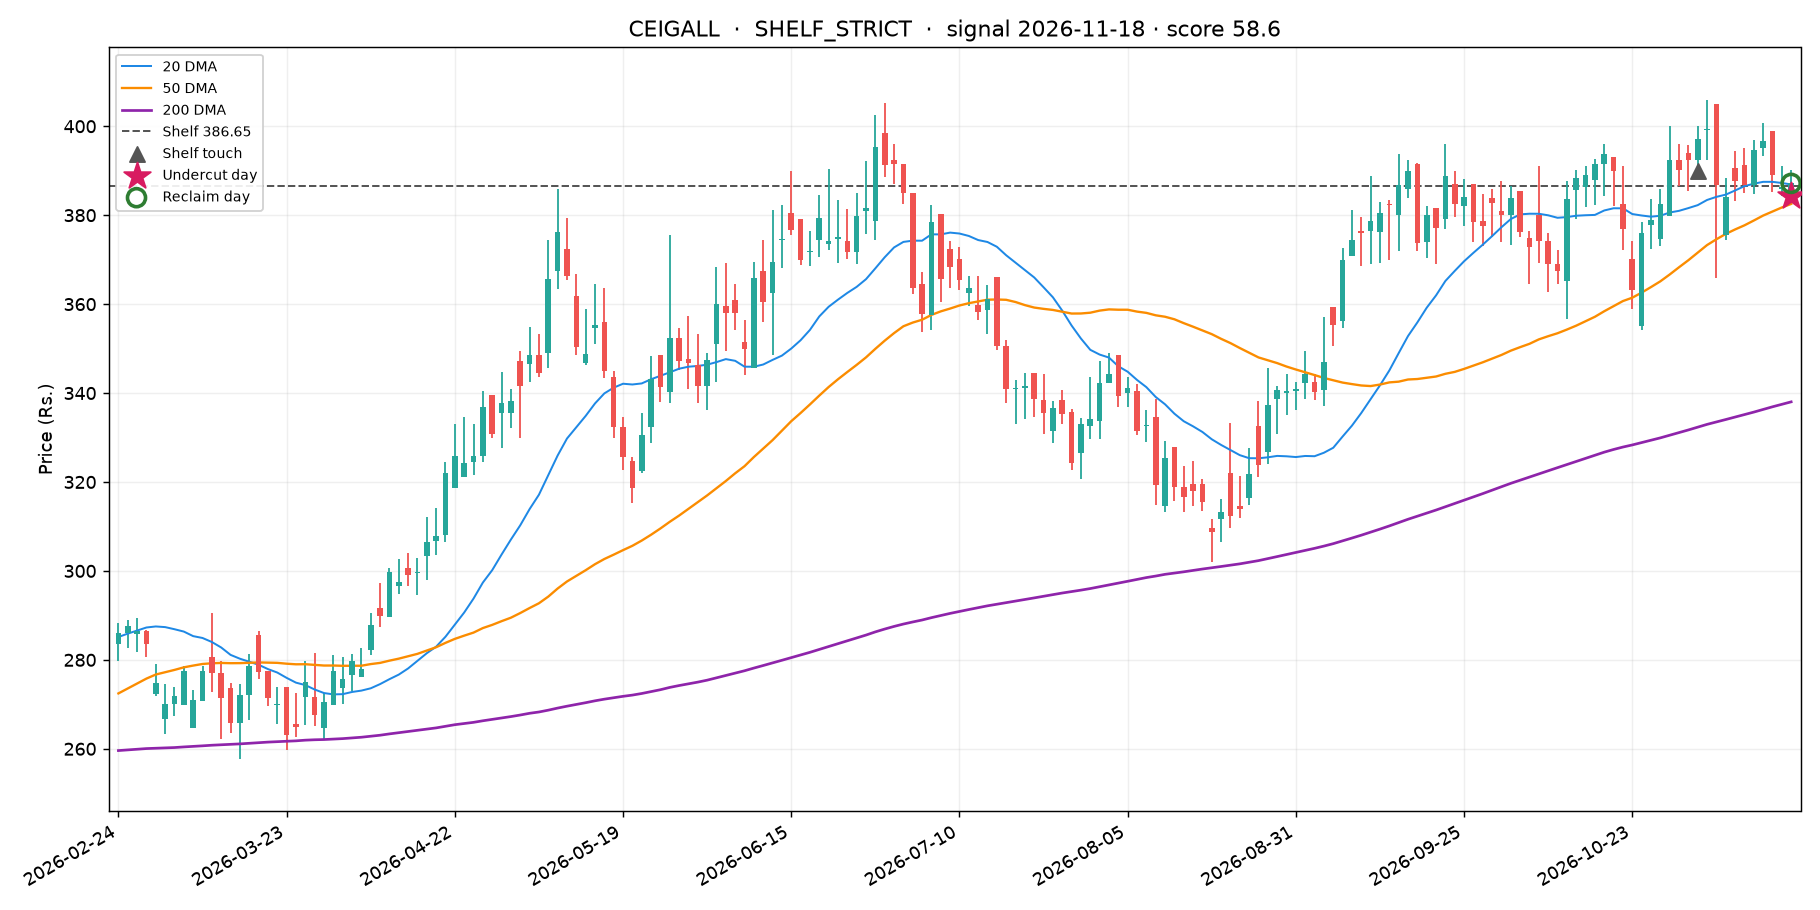 CEIGALL · SHELF_STRICT · signal 2026-11-18 · score 58.6
20 DMA
50 DMA
200 DMA
Shelf 386.65
Shelf touch
Undercut day
Reclaim day
Price (Rs.)
400
380
360
340
320
300
280
260
2026-02-24
2026-03-23
2026-04-22
2026-05-19
2026-06-15
2026-07-10
2026-08-05
2026-08-31
2026-09-25
2026-10-23